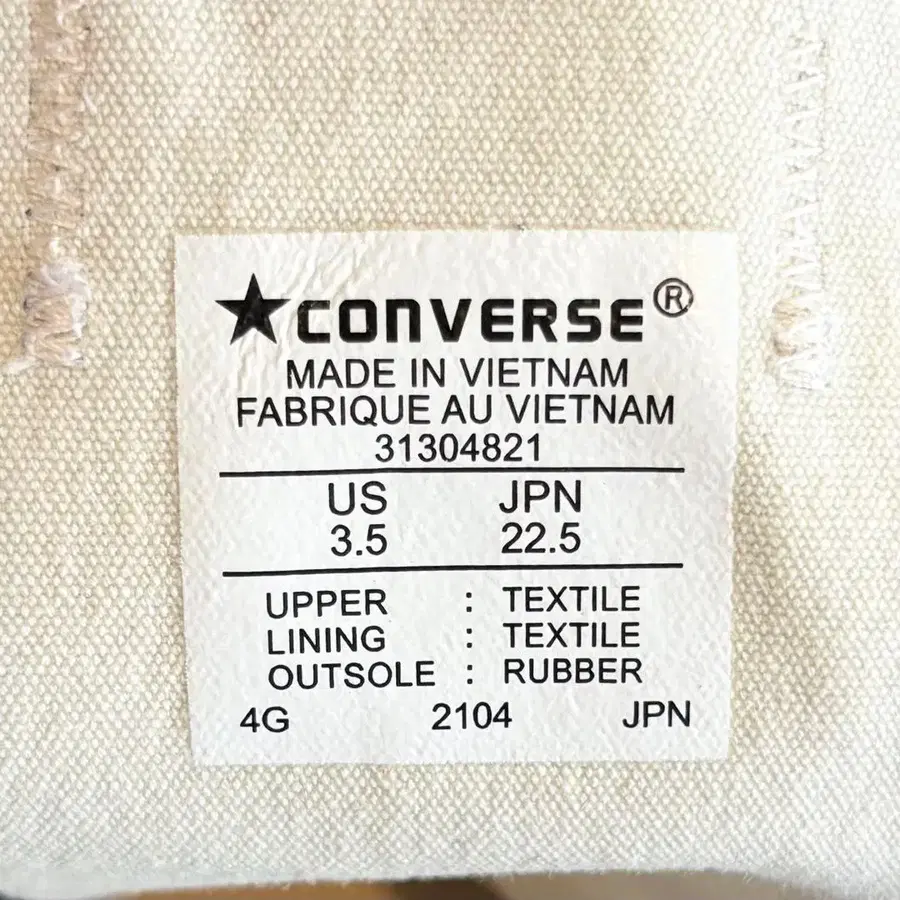 ★CONVERSE®
MADE IN VIETNAM
FABRIQUE AU VIETNAM
31304821
US JPN
3.5 22.5
UPPER : TEXTILE
LINING : TEXTILE
OUTSOLE : RUBBER
4G 2104 JPN